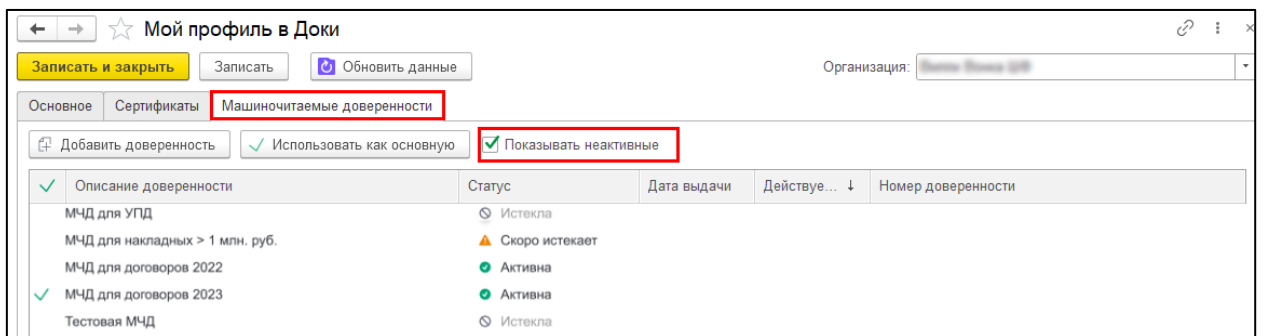 Мой профиль в Доки
Записать и закрыть Записать Обновить данные Организация:
Основное Сертификаты Машиночитаемые доверенности
Добавить доверенность Использовать как основную Показывать неактивные
Описание доверенности Статус Дата выдачи Действуе... ↓ Номер доверенности
МЧД для УПД Истекла
МЧД для накладных > 1 млн. руб. Скоро истекает
МЧД для договоров 2022 Активна
МЧД для договоров 2023 Активна
Тестовая МЧД Истекла